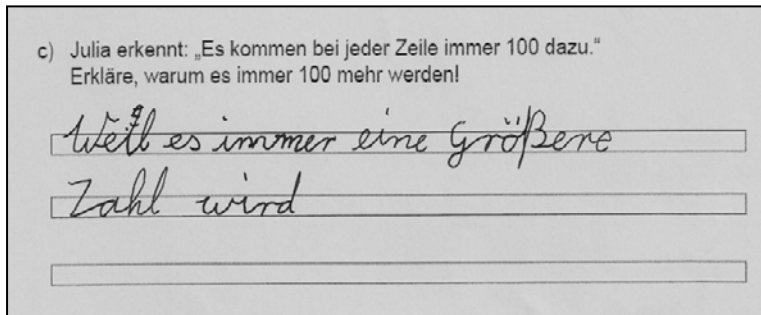 c) Julia erkennt: „Es kommen bei jeder Zeile immer 100 dazu.“
Erkläre, warum es immer 100 mehr werden!
Weil es immer eine Größere
Zahl wird